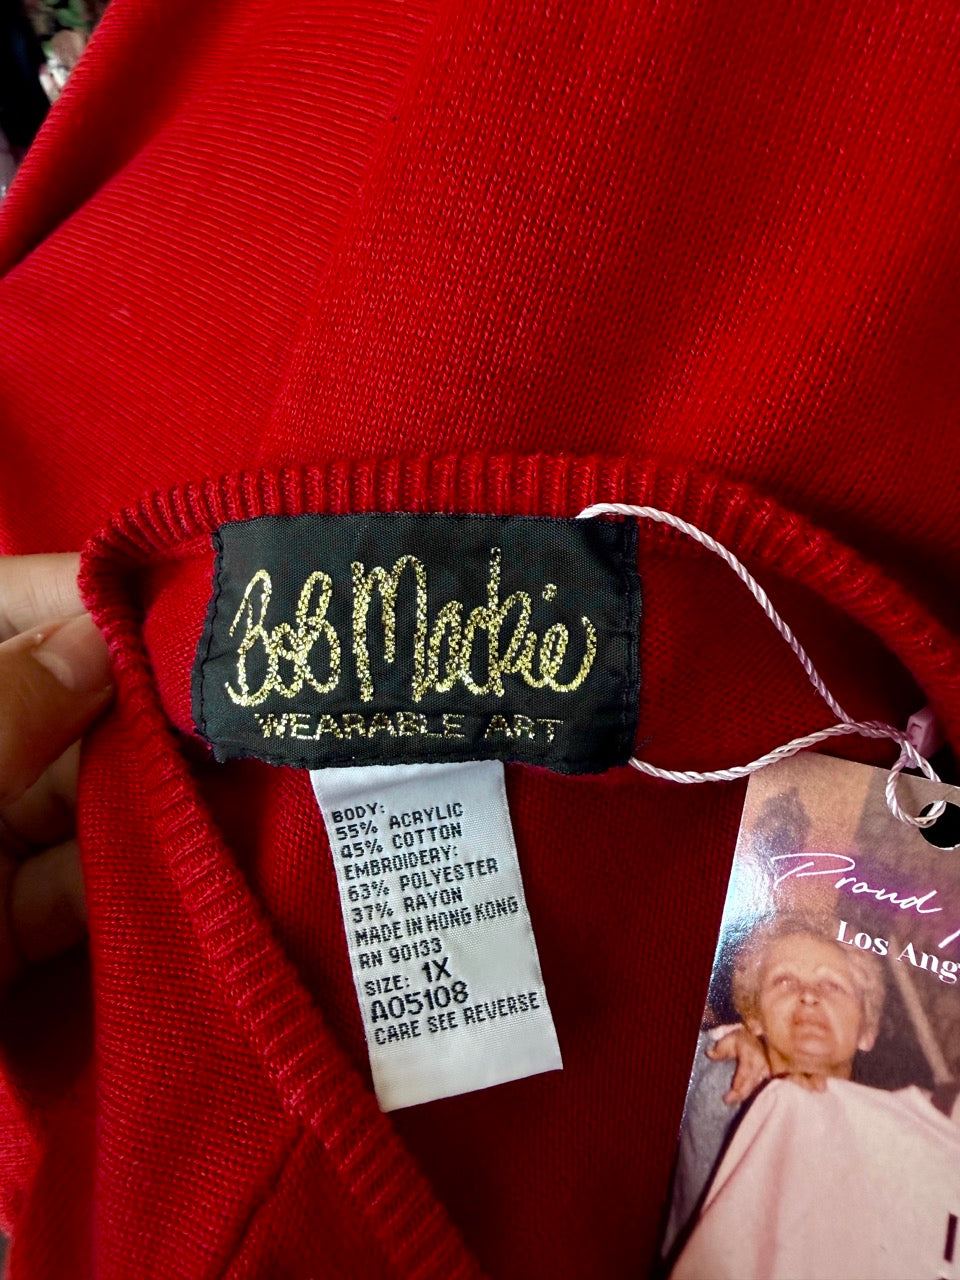 Bob Mackie
WEARABLE ART
BODY:
55% ACRYLIC
45% COTTON
EMBROIDERY:
63% POLYESTER
37% RAYON
MADE IN HONG KONG
RN 90133
SIZE: 1X
A05108
CARE SEE REVERSE
Proud
Los Ang